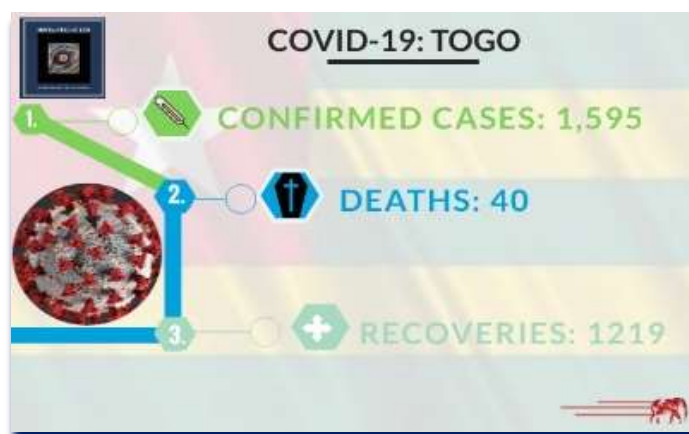 COVID-19: TOGO
1.
CONFIRMED CASES: 1,595
2.
DEATHS: 40
3.
RECOVERIES: 1219